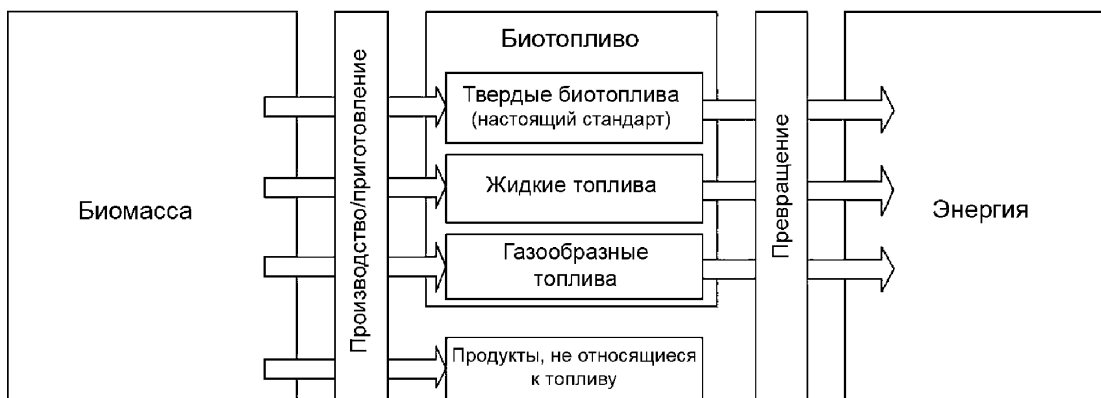 Биомасса
Производство/приготовление
Биотопливо
Твердые биотоплива
(настоящий стандарт)
Жидкие топлива
Газообразные
топлива
Продукты, не относящиеся
к топливу
Превращение
Энергия